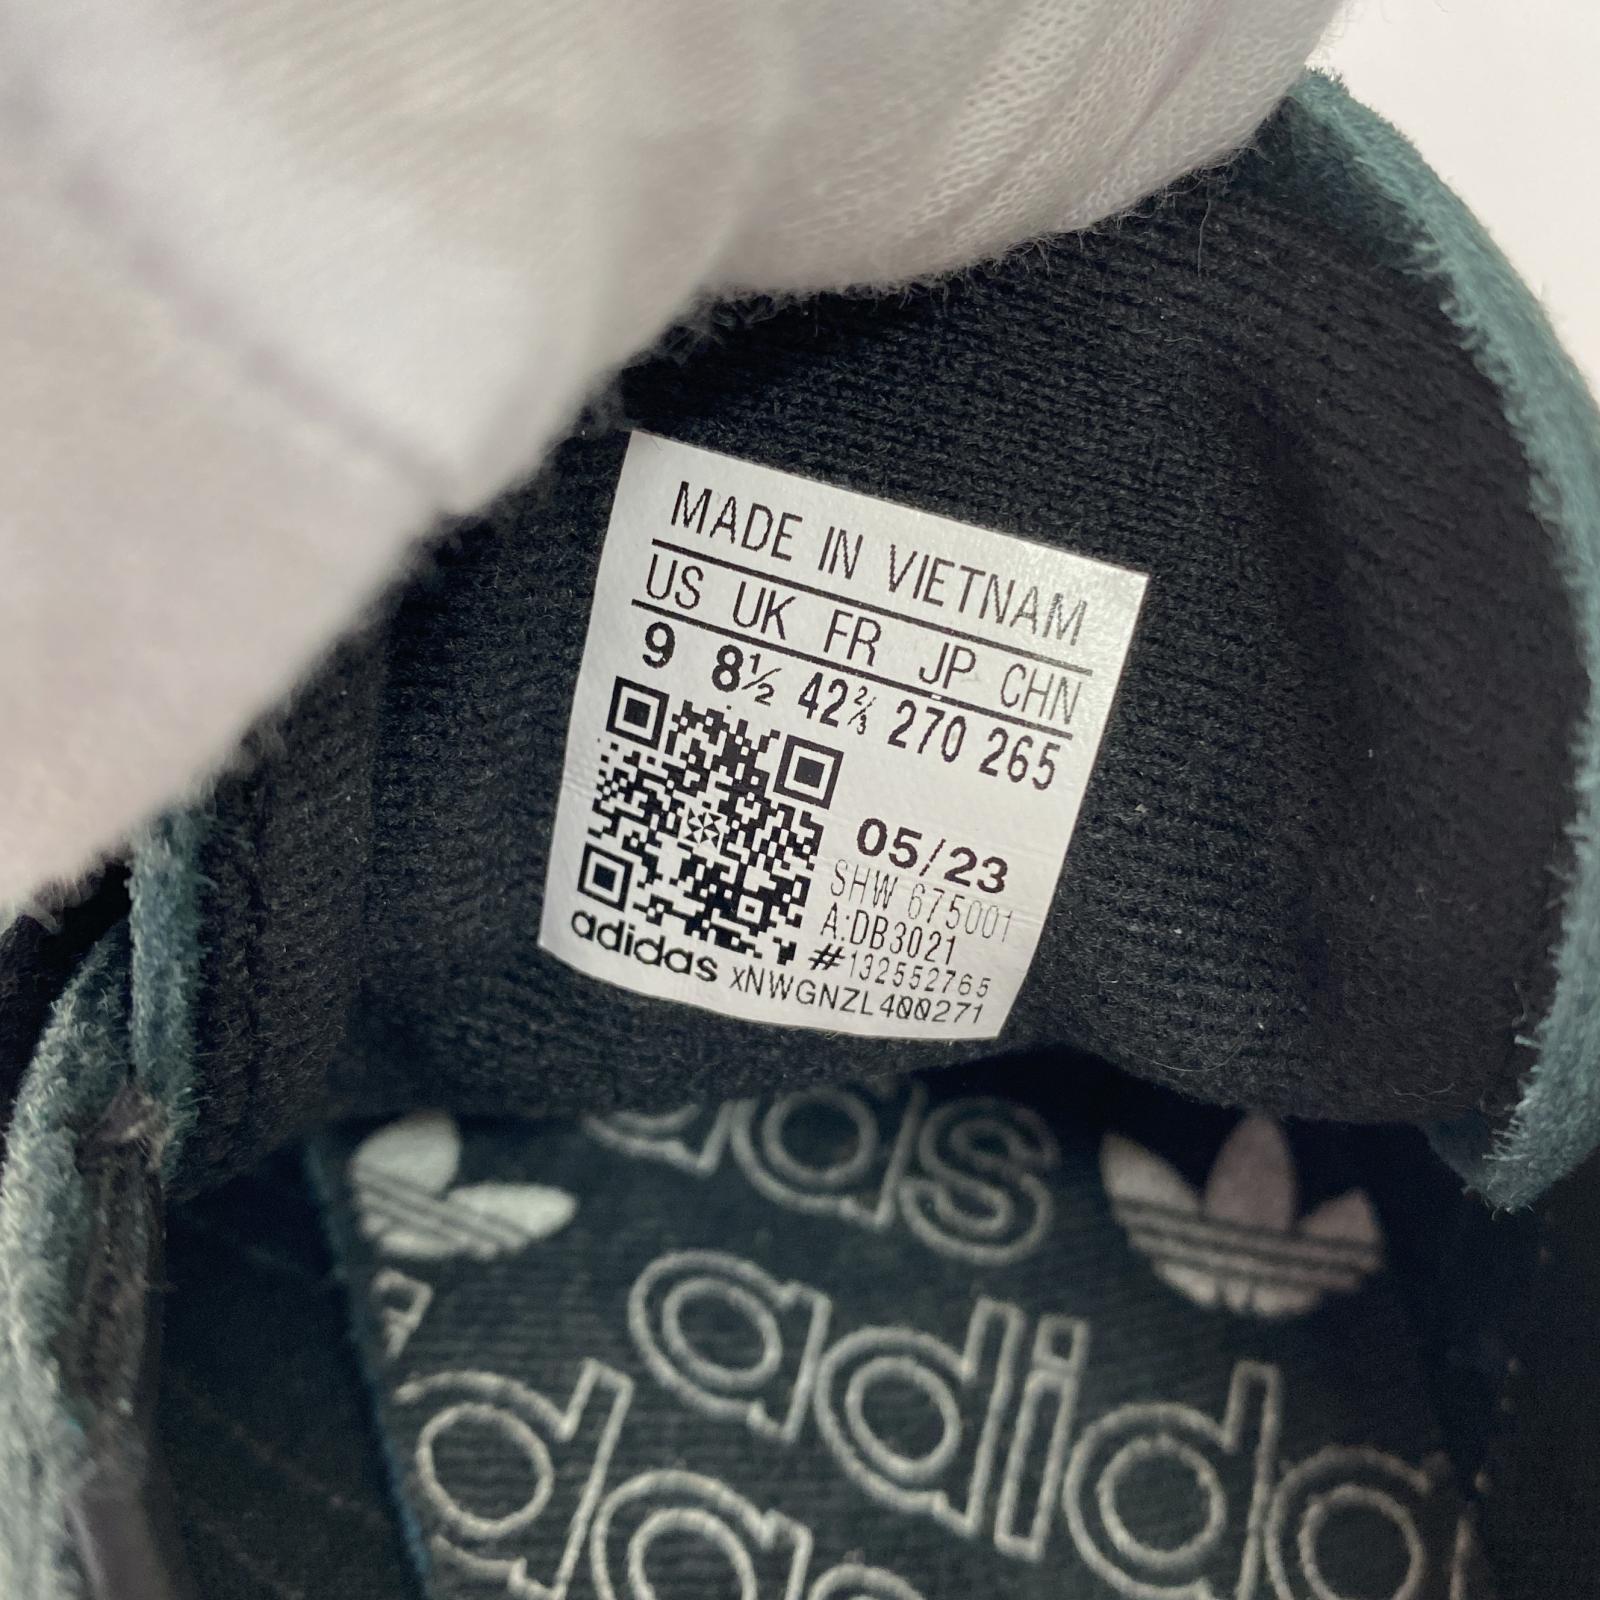 MADE IN VIETNAM
US UK FR JP CHN
9 8½ 42⅔ 270 265
05/23
SHW 675001
A:DB3021
#132552765
adidas xNWGNZL400271
adidas